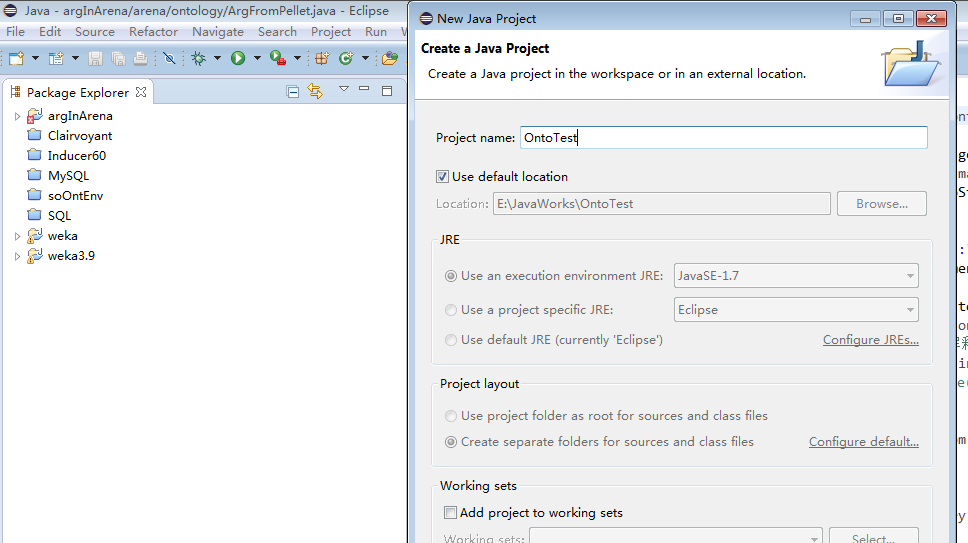 Java - argInArena/arena/ontology/ArgFromPellet.java - Eclipse
File Edit Source Refactor Navigate Search Project Run
Package Explorer
argInArena
Clairvoyant
Inducer60
MySQL
soOntEnv
SQL
weka
weka3.9
New Java Project
Create a Java Project
Create a Java project in the workspace or in an external location.
Project name: OntoTest
Use default location
Location: E:\JavaWorks\OntoTest Browse...
JRE
Use an execution environment JRE: JavaSE-1.7
Use a project specific JRE: Eclipse
Use default JRE (currently 'Eclipse') Configure JREs...
Project layout
Use project folder as root for sources and class files
Create separate folders for sources and class files Configure default...
Working sets
Add project to working sets
Working sets: Select...